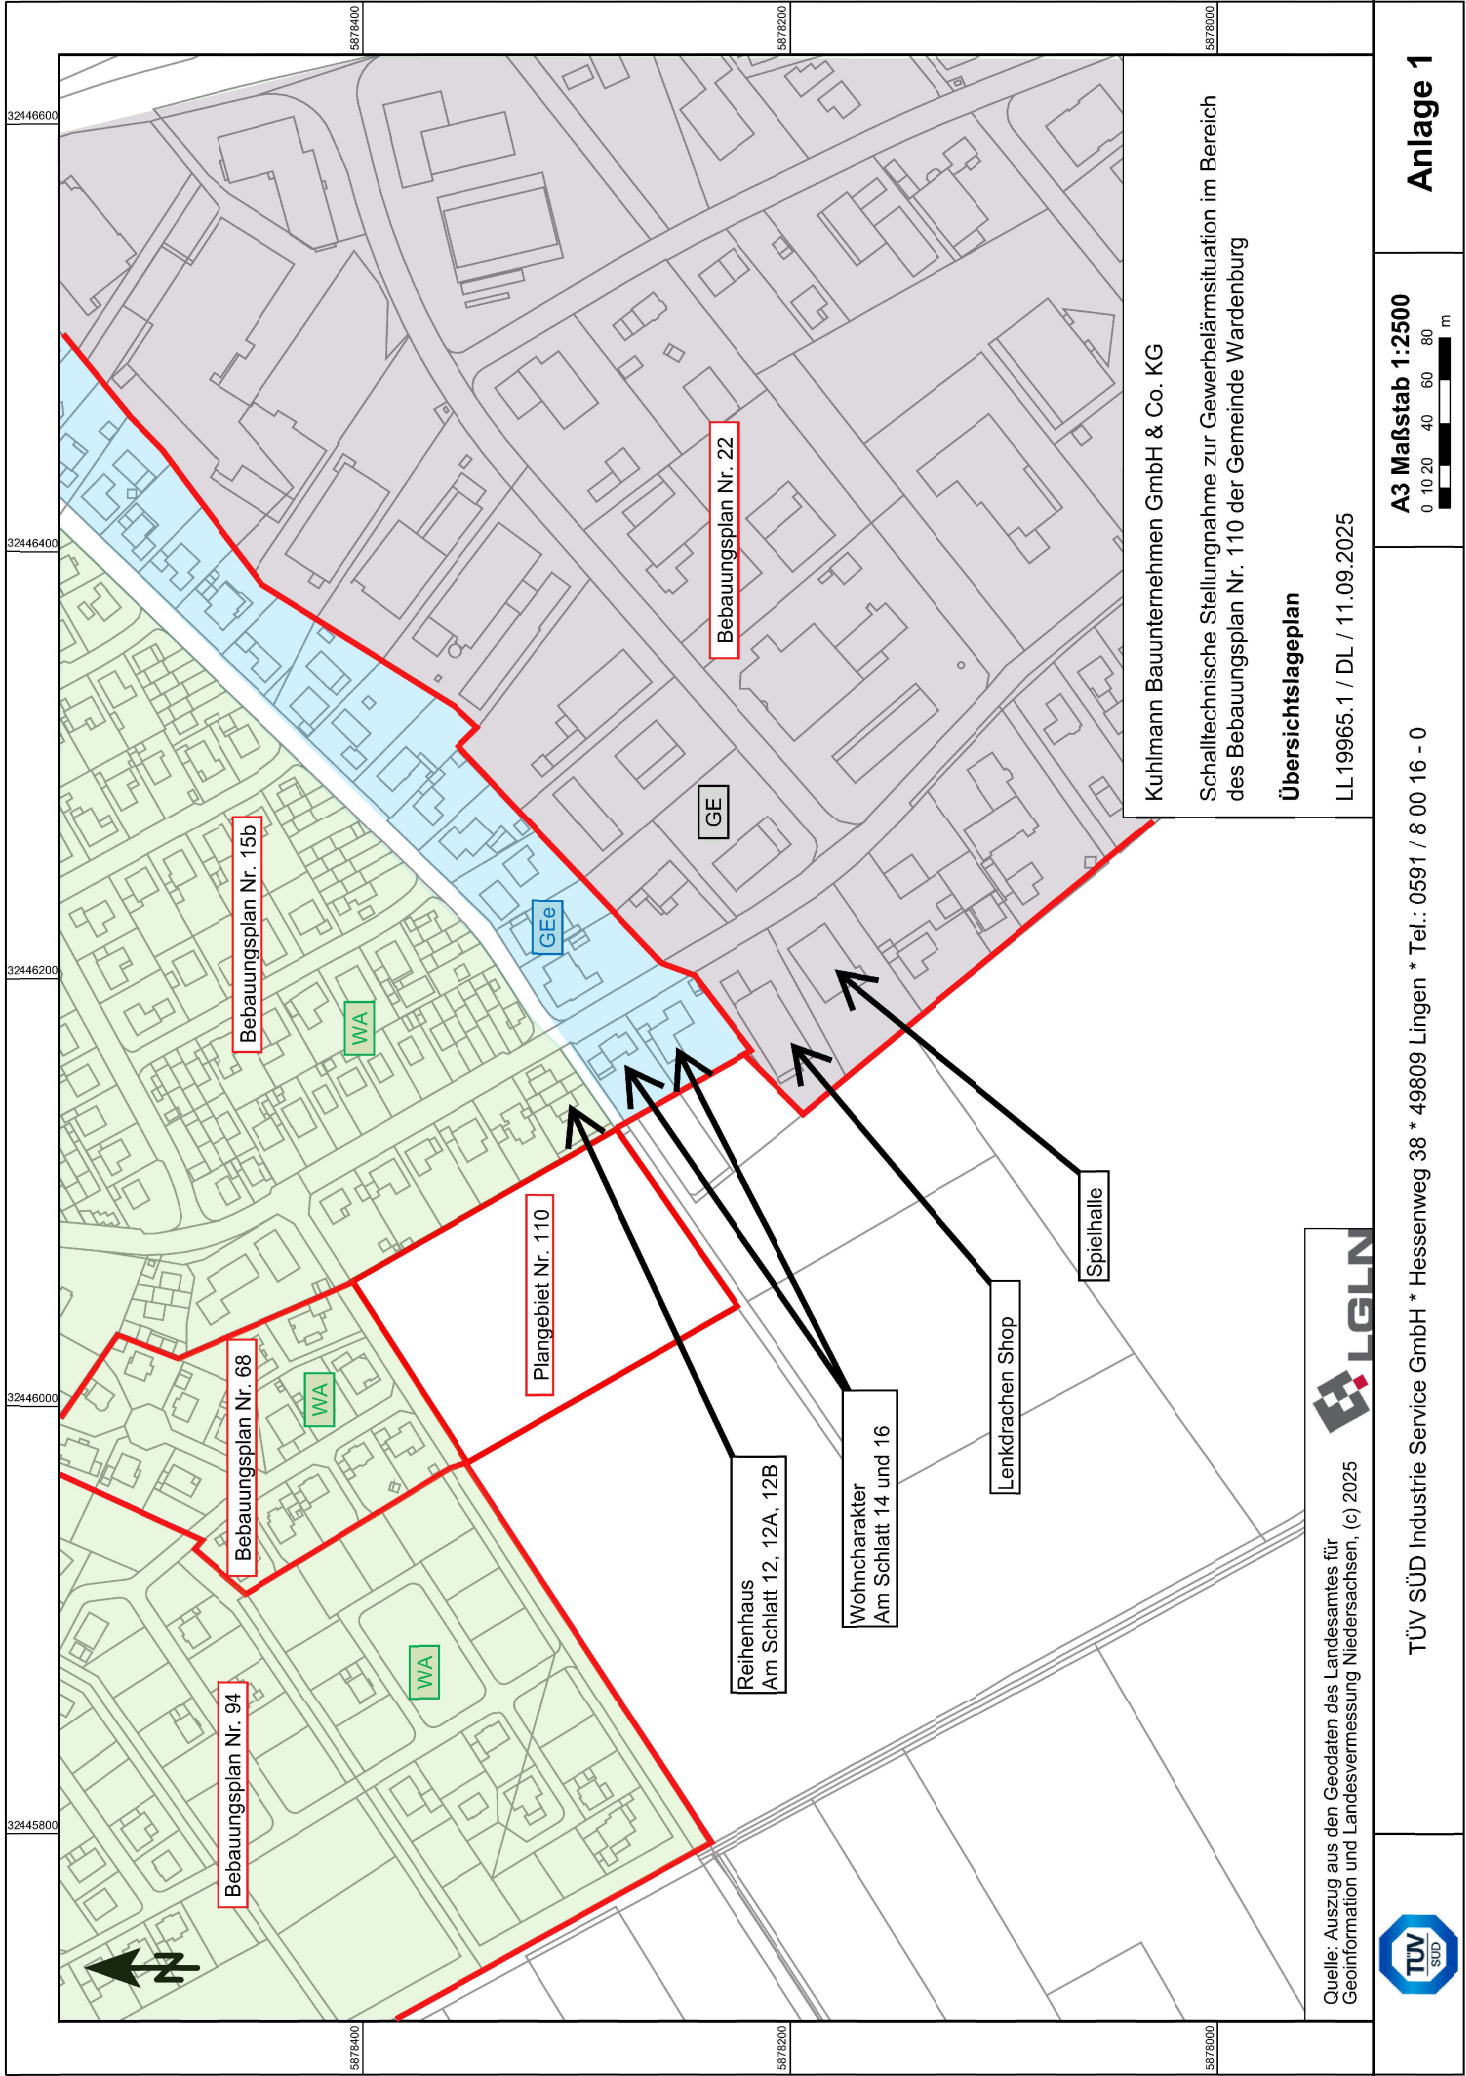 32445800
32446000
32446200
32446400
32446600
5878400
5878400
5878200
5878200
5878000
5878000
N
Bebauungsplan Nr. 94
WA
Bebauungsplan Nr. 68
WA
Bebauungsplan Nr. 15b
WA
Plangebiet Nr. 110
GEe
GE
Bebauungsplan Nr. 22
Reihenhaus
Am Schlatt 12, 12A, 12B
Wohncharakter
Am Schlatt 14 und 16
Lenkdrachen Shop
Spielhalle
Kuhlmann Bauunternehmen GmbH & Co. KG
Schalltechnische Stellungnahme zur Gewerbelärmsituation im Bereich
des Bebauungsplan Nr. 110 der Gemeinde Wardenburg
Übersichtslageplan
LL19965.1 / DL / 11.09.2025
Quelle: Auszug aus den Geodaten des Landesamtes für
Geoinformation und Landesvermessung Niedersachsen, (c) 2025
LGLN
TÜV
SÜD
TÜV SÜD Industrie Service GmbH * Hessenweg 38 * 49809 Lingen * Tel.: 0591 / 8 00 16 - 0
A3 Maßstab 1:2500
0 10 20 40 60 80
m
Anlage 1